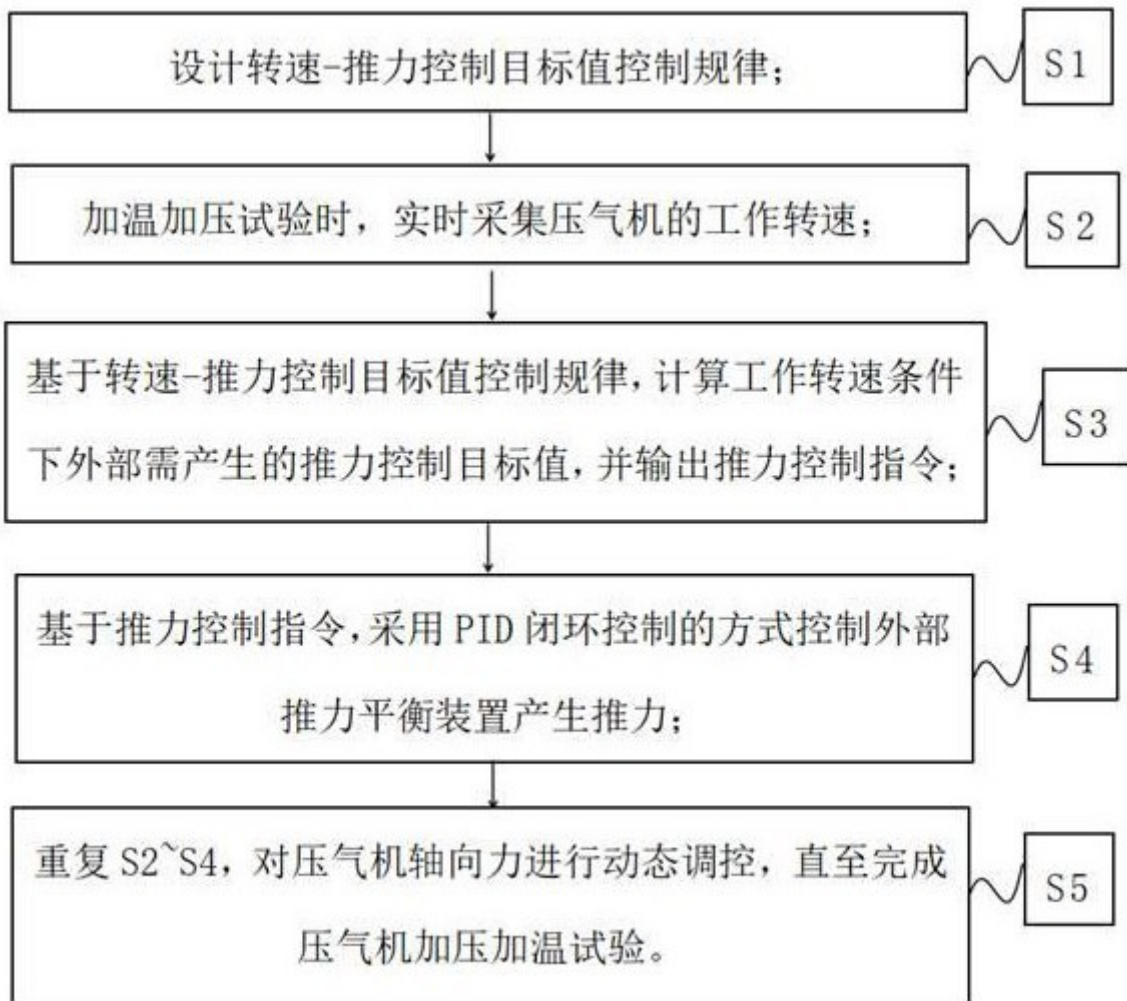 设计转速-推力控制目标值控制规律;
S1
加温加压试验时，实时采集压气机的工作转速;
S2
基于转速-推力控制目标值控制规律,计算工作转速条件
下外部需产生的推力控制目标值,并输出推力控制指令;
S3
基于推力控制指令,采用 PID 闭环控制的方式控制外部
推力平衡装置产生推力;
S4
重复 S2~S4，对压气机轴向力进行动态调控，直至完成
压气机加压加温试验。
S5